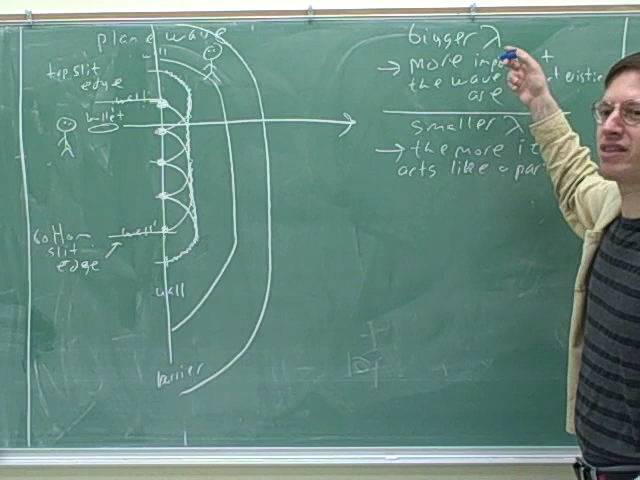 plane wave
top slit
edge
wall
bullet
bottom
slit
edge
wall
wall
barrier
bigger λ
→ more
the wave
are
smaller λ
→ the more it
acts like a par